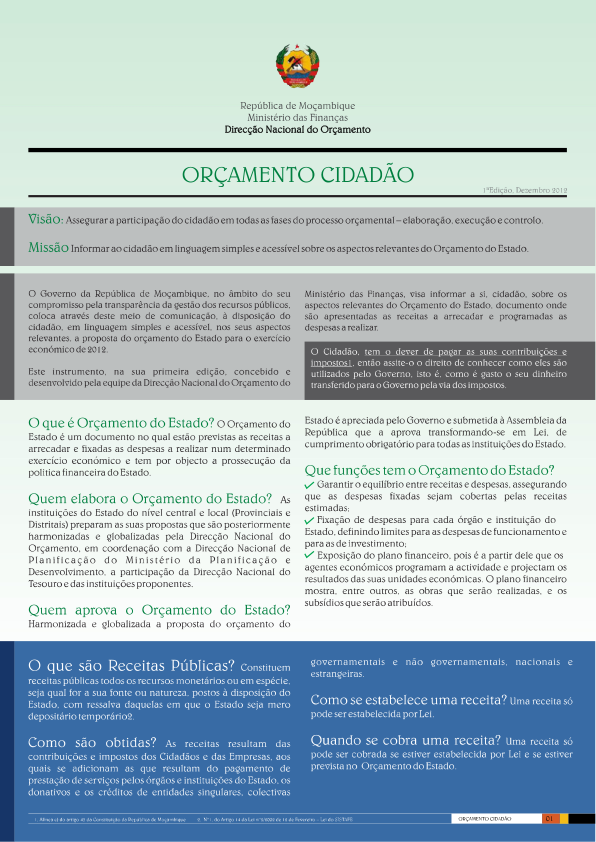 República de Moçambique
Ministério das Finanças
Direcção Nacional do Orçamento
ORÇAMENTO CIDADÃO
1ªEdição, Dezembro 2012
Visão: Assegurar a participação do cidadão em todas as fases do processo orçamental – elaboração, execução e controlo.
Missão Informar ao cidadão em linguagem simples e acessível sobre os aspectos relevantes do Orçamento do Estado.
O Governo da República de Moçambique, no âmbito do seu
compromisso pela transparência da gestão dos recursos públicos,
coloca através deste meio de comunicação, à disposição do
cidadão, em linguagem simples e acessível, nos seus aspectos
relevantes, a proposta do orçamento do Estado para o exercício
económico de 2012.
Este instrumento, na sua primeira edição, concebido e
desenvolvido pela equipe da Direcção Nacional do Orçamento do
Ministério das Finanças, visa informar a si, cidadão, sobre os
aspectos relevantes do Orçamento do Estado, documento onde
são apresentadas as receitas a arrecadar e programadas as
despesas a realizar.
O Cidadão, tem o dever de pagar as suas contribuições e
impostos1, então assite-o o direito de conhecer como eles são
utilizados pelo Governo, isto é, como é gasto o seu dinheiro
transferido para o Governo pela via dos impostos.
O que é Orçamento do Estado? O Orçamento do
Estado é um documento no qual estão previstas as receitas a
arrecadar e fixadas as despesas a realizar num determinado
exercício económico e tem por objecto a prossecução da
política financeira do Estado.
Quem elabora o Orçamento do Estado? As
instituições do Estado do nível central e local (Provinciais e
Distritais) preparam as suas propostas que são posteriormente
harmonizadas e globalizadas pela Direcção Nacional do
Orçamento, em coordenação com a Direcção Nacional de
Planificação do Ministério da Planificação e
Desenvolvimento, a participação da Direcção Nacional do
Tesouro e das instituições proponentes.
Quem aprova o Orçamento do Estado?
Harmonizada e globalizada a proposta do orçamento do
Estado é apreciada pelo Governo e submetida à Assembleia da
República que a aprova transformando-se em Lei, de
cumprimento obrigatório para todas as instituições do Estado.
Que funções tem o Orçamento do Estado?
✓ Garantir o equilíbrio entre receitas e despesas, assegurando
que as despesas fixadas sejam cobertas pelas receitas
estimadas;
✓ Fixação de despesas para cada órgão e instituição do
Estado, definindo limites para as despesas de funcionamento e
para as de investimento;
✓ Exposição do plano financeiro, pois é a partir dele que os
agentes económicos programam a actividade e projectam os
resultados das suas unidades económicas. O plano financeiro
mostra, entre outros, as obras que serão realizadas, e os
subsídios que serão atribuídos.
O que são Receitas Públicas? Constituem
receitas públicas todos os recursos monetários ou em espécie,
seja qual for a sua fonte ou natureza, postos à disposição do
Estado, com ressalva daquelas em que o Estado seja mero
depositário temporário2.
Como são obtidas? As receitas resultam das
contribuições e impostos dos Cidadãos e das Empresas, aos
quais se adicionam as que resultam do pagamento de
prestação de serviços pelos órgãos e instituições do Estado, os
donativos e os créditos de entidades singulares, colectivas
governamentais e não governamentais, nacionais e
estrangeiras.
Como se estabelece uma receita? Uma receita só
pode ser estabelecida por Lei.
Quando se cobra uma receita? Uma receita só
pode ser cobrada se estiver estabelecida por Lei e se estiver
prevista no Orçamento do Estado.
da Constituição da República de Moçambique
ORÇAMENTO CIDADÃO
01